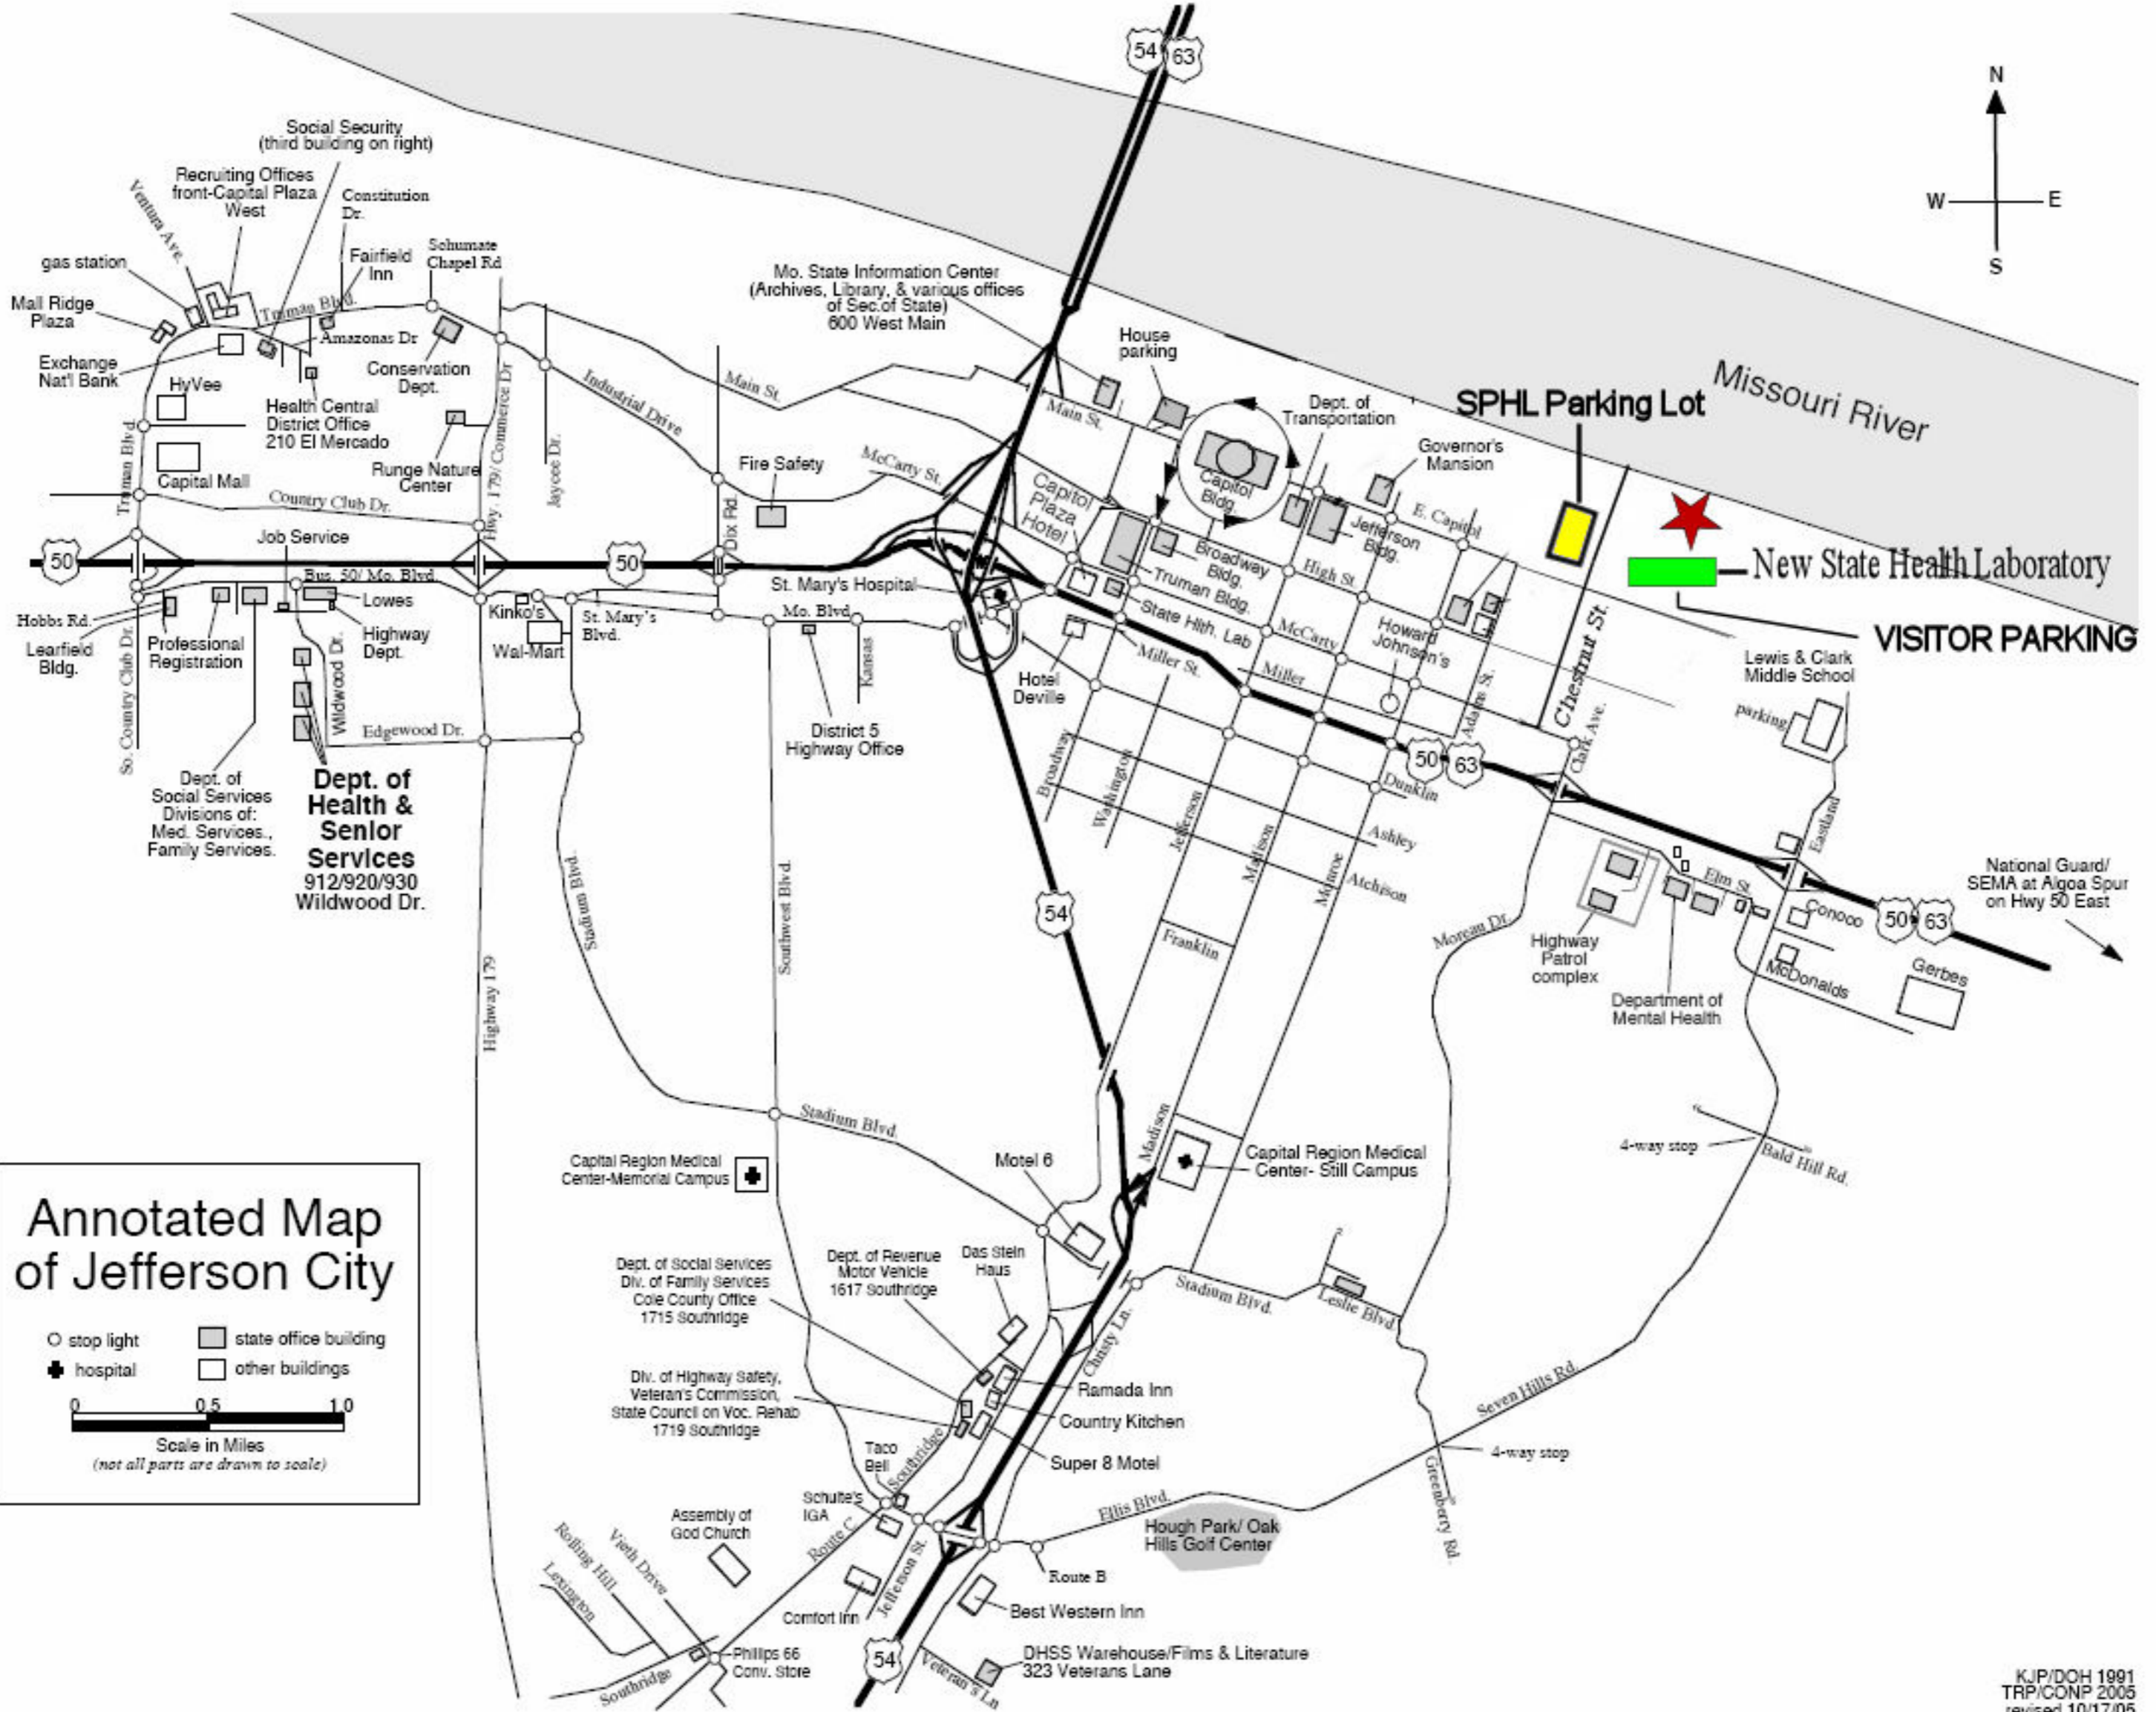 54
63
N
W
E
S
Social Security
(third building on right)
Recruiting Offices
front-Capital Plaza
West
Constitution
Dr.
Ventura Ave.
gas station
Fairfield
Inn
Schumate
Chapel Rd
Mall Ridge
Plaza
Truman Blvd.
Amazonas Dr
Exchange
Nat'l Bank
Conservation
Dept.
HyVee
Health Central
District Office
210 El Mercado
Truman Blvd
Capital Mall
Runge Nature
Center
Hwy. 179/ Commerce Dr
Jaycee Dr.
Industrial Drive
Main St.
Country Club Dr.
Fire Safety
McCarty St.
Dix Rd.
Mo. State Information Center
(Archives, Library, & various offices
of Sec.of State)
600 West Main
House
parking
Main St.
Dept. of
Transportation
Governor's
Mansion
SPHL Parking Lot
Missouri River
Capitol
Bldg.
Capitol
Plaza
Hotel
E. Capitol
Jefferson
Bldg.
Broadway
Bldg.
High St.
Truman Bldg.
State Hlth. Lab
New State Health Laboratory
VISITOR PARKING
50
Job Service
50
Bus. 50/ Mo. Blvd.
Lowes
Hobbs Rd.
Learfield
Bldg.
Professional
Registration
Highway
Dept.
Kinko's
Wal-Mart
St. Mary's
Blvd.
St. Mary's Hospital
Mo. Blvd.
Kansas
So. Country Club Dr.
Wildwood Dr.
Edgewood Dr.
District 5
Highway Office
Hotel
Deville
Miller St.
Miller
McCarty
Howard
Johnson's
Adams St.
Chestnut St.
Clark Ave.
Lewis & Clark
Middle School
parking
Dept. of
Social Services
Divisions of:
Med. Services.,
Family Services.
Dept. of
Health &
Senior
Services
912/920/930
Wildwood Dr.
Broadway
Washington
Jefferson
Madison
Monroe
Dunklin
Ashley
Atchison
50
63
Eastland
Elm St.
National Guard/
SEMA at Algoa Spur
on Hwy 50 East
Conoco
50
63
McDonalds
Gerbes
Highway
Patrol
complex
Department of
Mental Health
Moreau Dr.
Franklin
54
Stadium Blvd.
Southwest Blvd.
Highway 179
Stadium Blvd.
Capital Region Medical
Center-Memorial Campus
Motel 6
Madison
Capital Region Medical
Center- Still Campus
4-way stop
Bald Hill Rd.
Annotated Map
of Jefferson City
stop light
state office building
hospital
other buildings
0 0.5 1.0
Scale in Miles
(not all parts are drawn to scale)
Dept. of Social Services
Div. of Family Services
Cole County Office
1715 Southridge
Dept. of Revenue
Motor Vehicle
1617 Southridge
Das Stein
Haus
Stadium Blvd.
Leslie Blvd.
Christy Ln.
Div. of Highway Safety,
Veteran's Commission,
State Council on Voc. Rehab
1719 Southridge
Ramada Inn
Country Kitchen
Super 8 Motel
Seven Hills Rd.
4-way stop
Greenberry Rd.
Taco
Bell
Southridge
Schulte's
IGA
Ellis Blvd.
Hough Park/ Oak
Hills Golf Center
Route B
Assembly of
God Church
Route C
Vieth Drive
Rolling Hill
Lexington
Jefferson St.
Comfort Inn
Best Western Inn
Phillips 66
Conv. Store
Southridge
54
Veteran's Ln
DHSS Warehouse/Films & Literature
323 Veterans Lane
KJP/DOH 1991
TRP/CONP 2005
revised 10/17/05